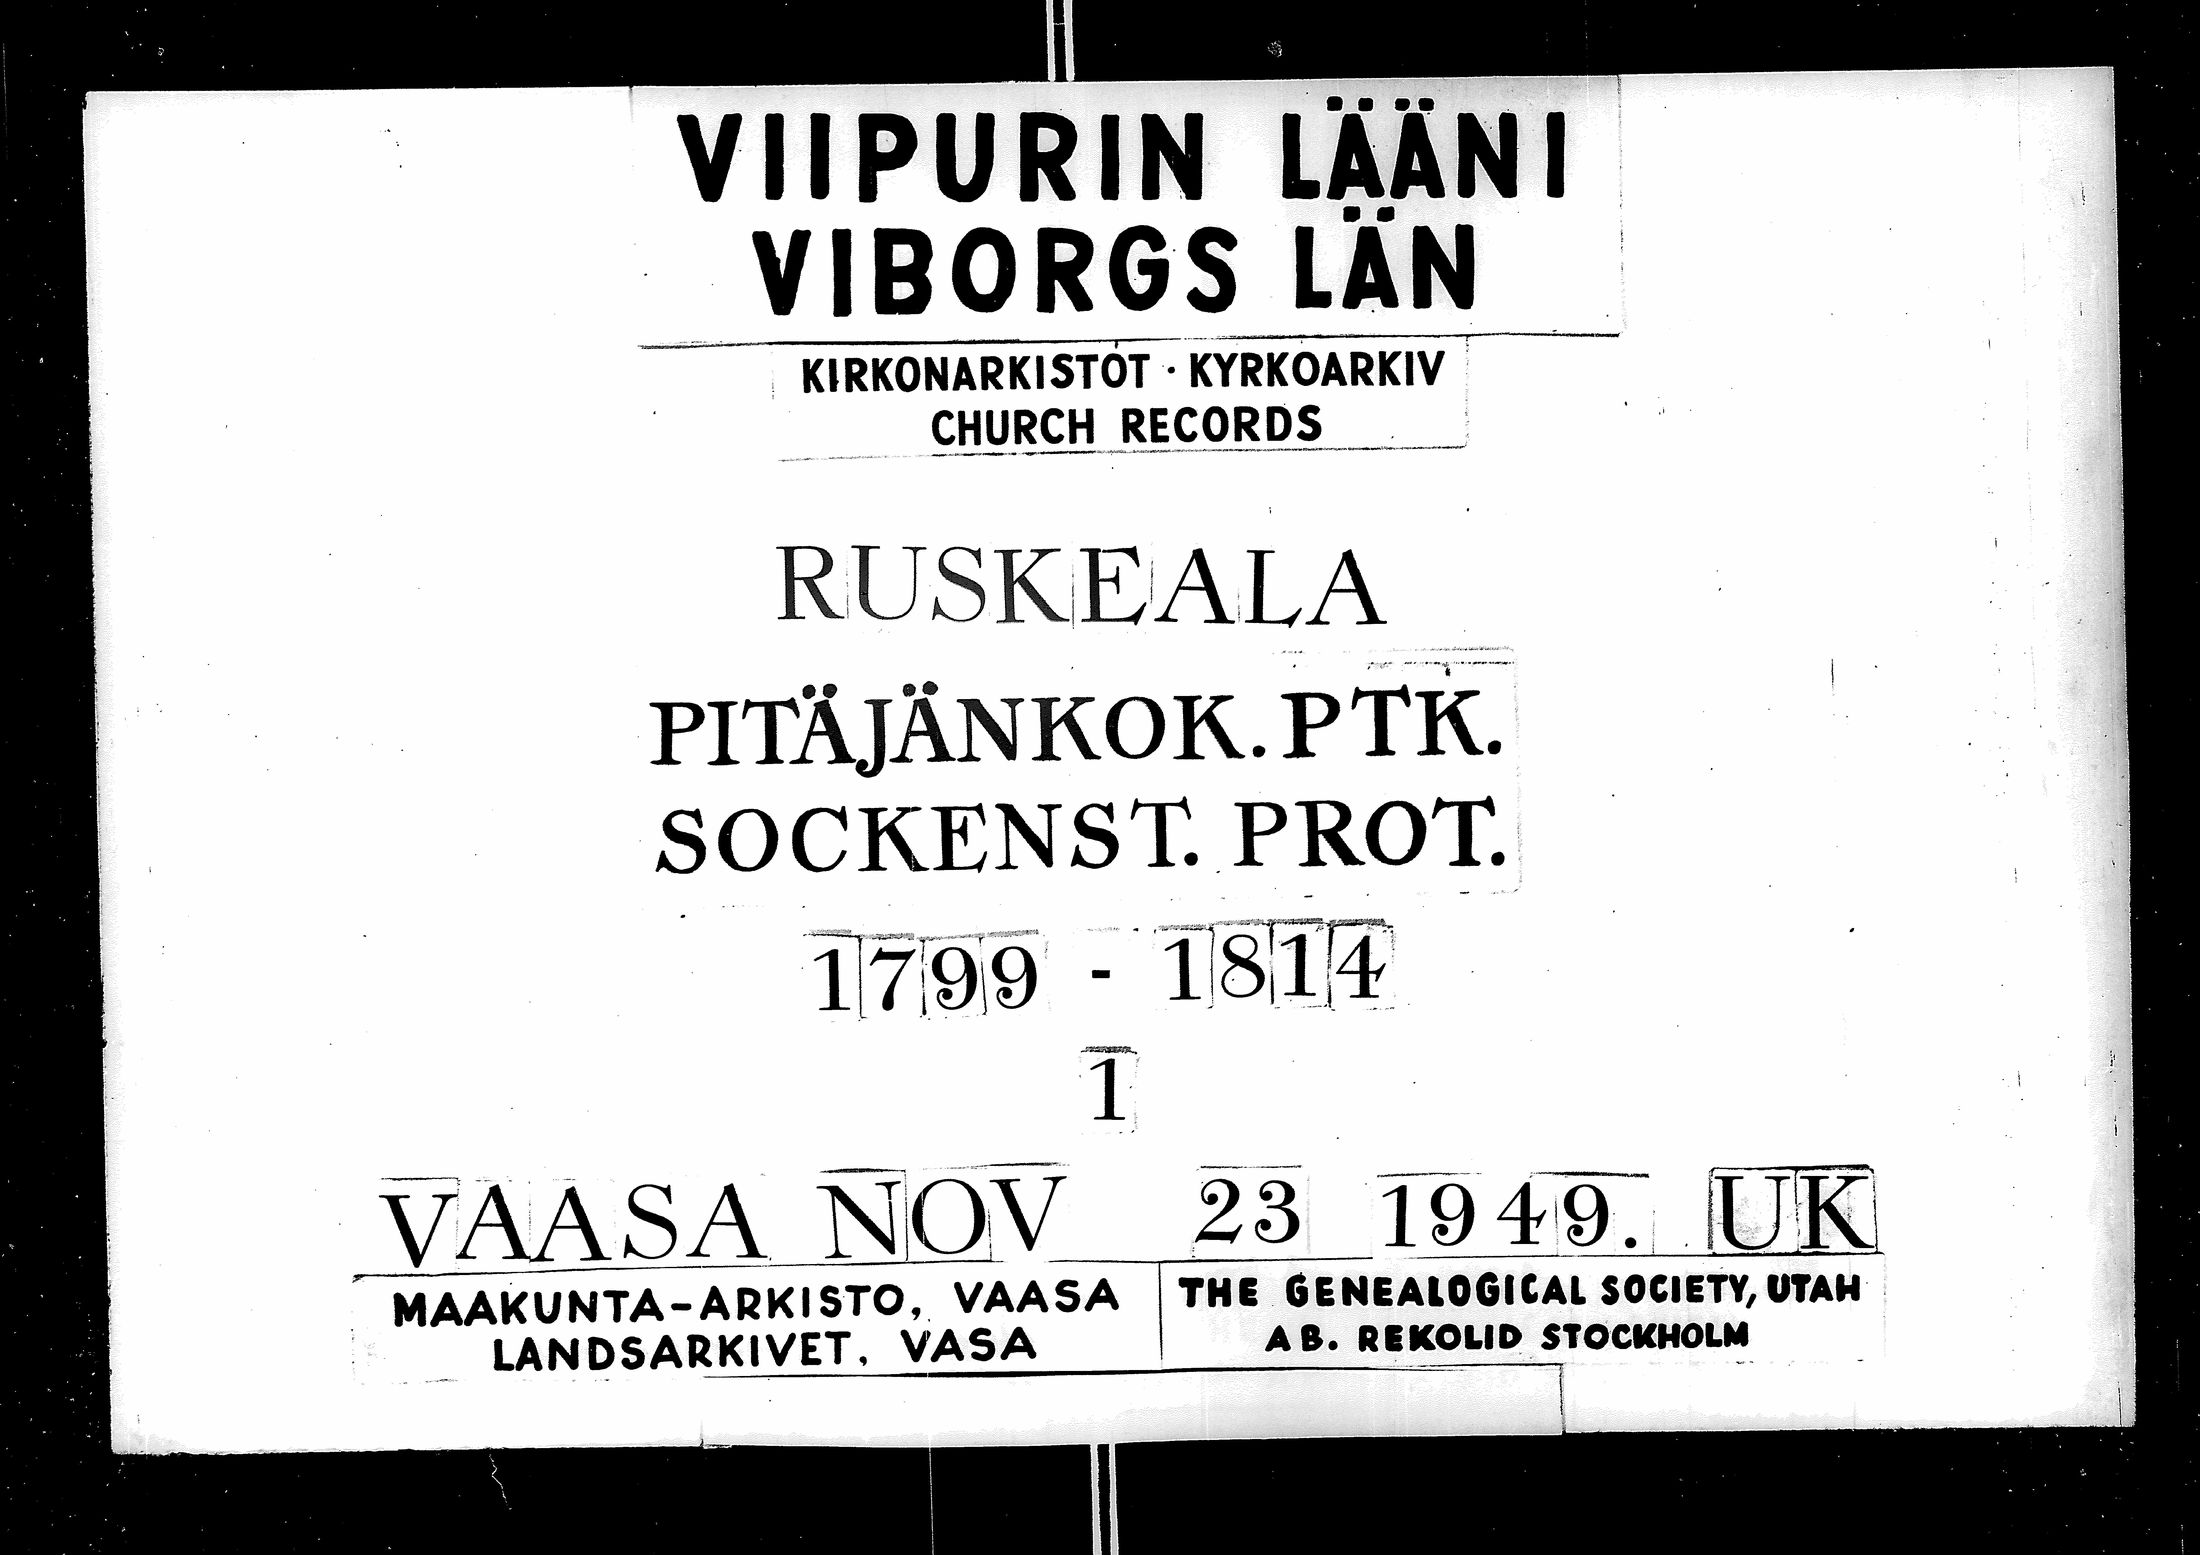 VIIPURIN LÄÄNI
VIBORGS LÄN
KIRKONARKISTOT · KYRKOARKIV
CHURCH RECORDS
RUSKEALA
PITÄJÄNKOK. PTK.
SOCKENST. PROT.
1799 - 1814
1
VAASA NOV 23 1949. UK
MAAKUNTA-ARKISTO, VAASA
LANDSARKIVET, VASA
THE GENEALOGICAL SOCIETY, UTAH
AB. REKOLID STOCKHOLM